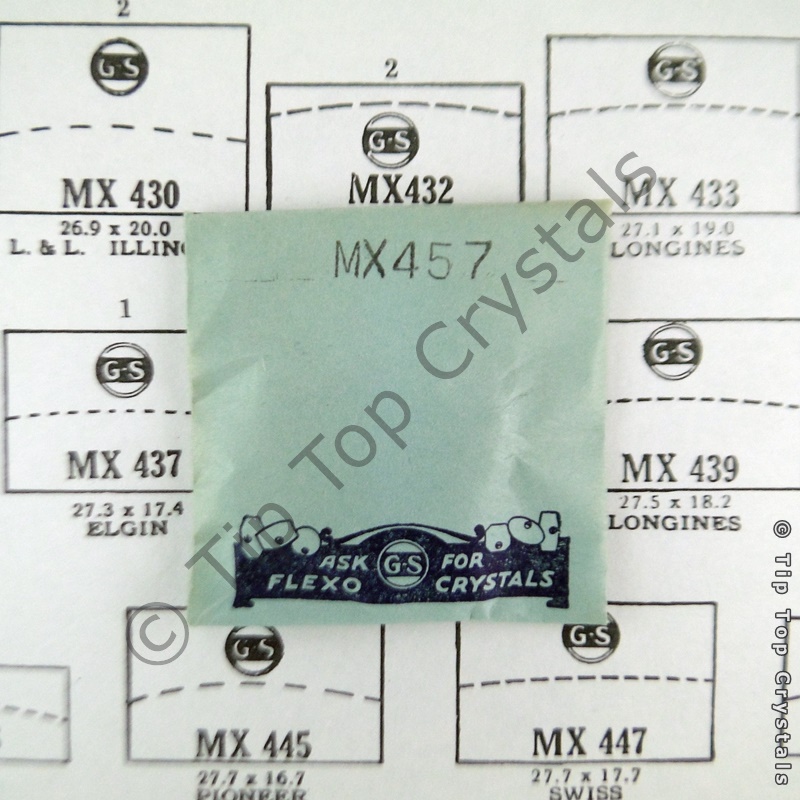 2
G·S
MX 430
26.9 x 20.0
L. & L.
2
G·S
MX432
G·S
MX 433
27.1 x 19.0
LONGINES
MX457
1
G·S
MX 437
27.3 x 17.4
ELGIN
G·S
MX 439
27.5 x 18.2
LONGINES
ASK G·S FOR
FLEXO CRYSTALS
G·S
MX 445
27.7 x 16.7
PIONEER
G·S
MX 447
27.7 x 17.7
SWISS
© Tip Top Crystals
© Tip Top Crystals